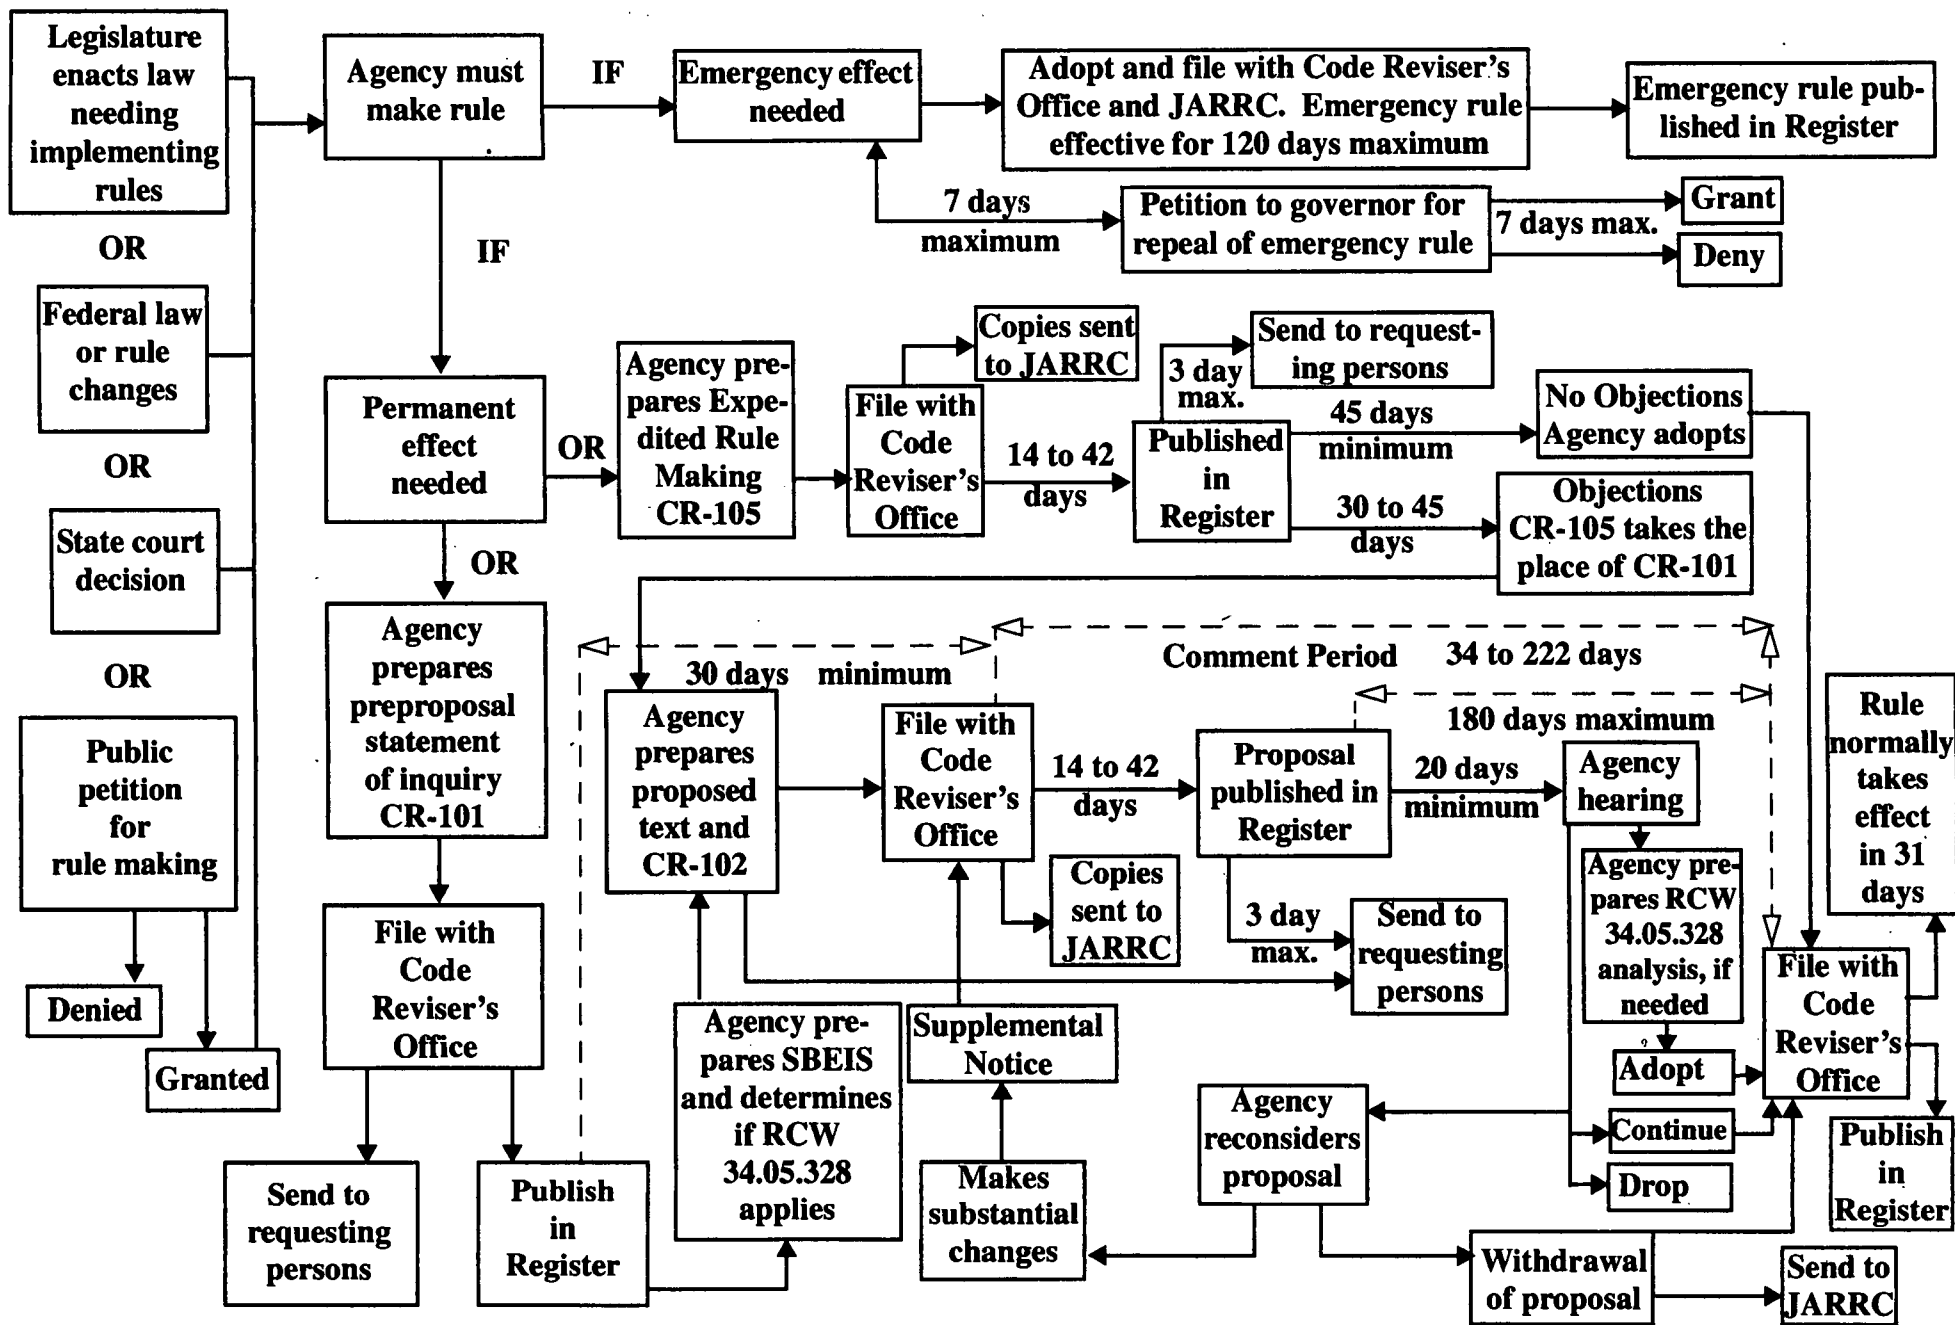 Legislature
enacts law
needing
implementing
rules
OR
Federal law
or rule
changes
OR
State court
decision
OR
Public
petition
for
rule making
Denied
Granted
Agency must
make rule
IF
Emergency effect
needed
Adopt and file with Code Reviser's
Office and JARRC. Emergency rule
effective for 120 days maximum
Emergency rule pub-
lished in Register
7 days
maximum
Petition to governor for
repeal of emergency rule
7 days max.
Grant
Deny
IF
Permanent
effect
needed
OR
Agency pre-
pares Expe-
dited Rule
Making
CR-105
File with
Code
Reviser's
Office
Copies sent
to JARRC
14 to 42
days
Published
in
Register
3 day
max.
Send to request-
ing persons
45 days
minimum
No Objections
Agency adopts
30 to 45
days
Objections
CR-105 takes the
place of CR-101
OR
Agency
prepares
preproposal
statement
of inquiry
CR-101
File with
Code
Reviser's
Office
Send to
requesting
persons
Publish
in
Register
30 days minimum
Agency
prepares
proposed
text and
CR-102
Agency pre-
pares SBEIS
and determines
if RCW
34.05.328
applies
File with
Code
Reviser's
Office
Comment Period 34 to 222 days
180 days maximum
14 to 42
days
Copies
sent to
JARRC
Proposal
published in
Register
3 day
max.
Send to
requesting
persons
20 days
minimum
Agency
hearing
Agency pre-
pares RCW
34.05.328
analysis, if
needed
Adopt
Continue
Drop
Agency
reconsiders
proposal
Makes
substantial
changes
Supplemental
Notice
Withdrawal
of proposal
Send to
JARRC
File with
Code
Reviser's
Office
Rule
normally
takes
effect
in 31
days
Publish
in
Register